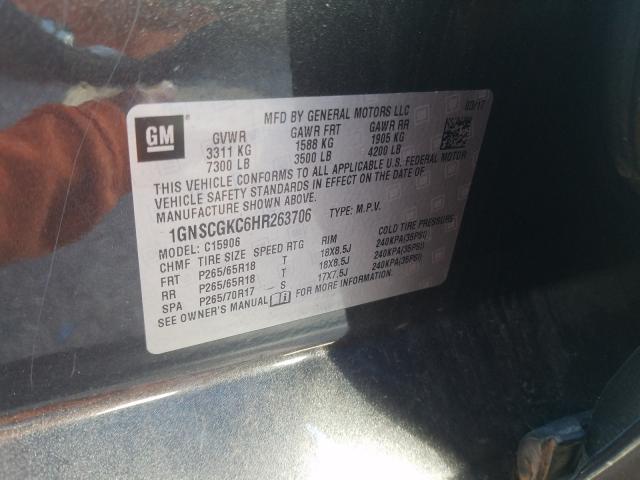 MFD BY GENERAL MOTORS LLC 03/17
GM
GVWR GAWR FRT GAWR RR
3311 KG 1588 KG 1905 KG
7300 LB 3500 LB 4200 LB
THIS VEHICLE CONFORMS TO ALL APPLICABLE U.S. FEDERAL MOTOR
VEHICLE SAFETY STANDARDS IN EFFECT ON THE DATE OF
MANUFACTURE SHOWN ABOVE.
1GNSCGKC6HR263706 TYPE: M.P.V.
MODEL: C15906
CHMF TIRE SIZE SPEED RTG RIM COLD TIRE PRESSURE
FRT P265/65R18 T 18X8.5J 240KPA(35PSI)
RR P265/65R18 T 18X8.5J 240KPA(35PSI)
SPA P265/70R17 - S 17X7.5J 240KPA(35PSI)
SEE OWNER'S MANUAL FOR MORE INFORMATION.